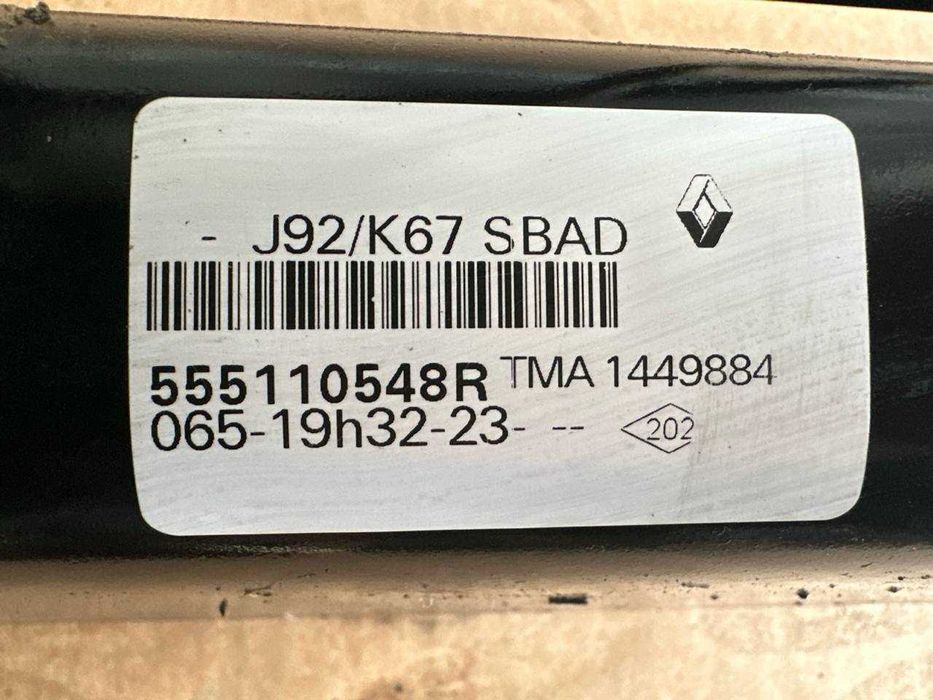 - J92/K67 SBAD
555110548R TMA 1449884
065-19h32-23- -- 202